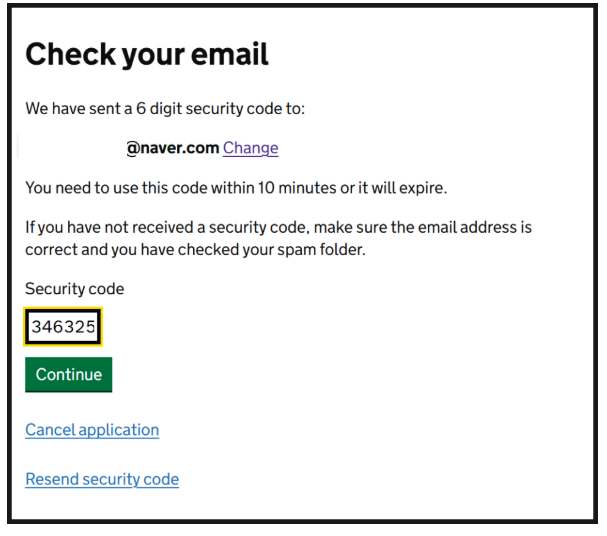 Check your email
We have sent a 6 digit security code to:
@naver.com Change
You need to use this code within 10 minutes or it will expire.
If you have not received a security code, make sure the email address is
correct and you have checked your spam folder.
Security code
346325
Continue
Cancel application
Resend security code